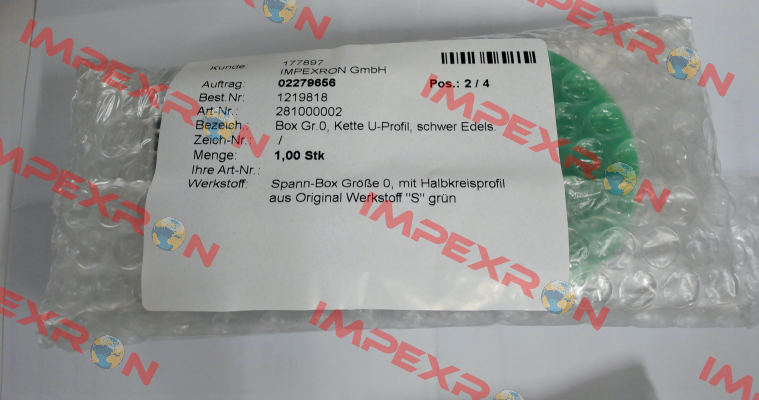 Kunde 177897
IMPEXRON GmbH
Auftrag: 02279656 Pos.: 2 / 4
Best.Nr: 1219818
Art-Nr.: 281000002
Bezeich.: Box Gr.0, Kette U-Profil, schwer Edels.
Zeich-Nr.: /
Menge: 1,00 Stk
Ihre Art-Nr.:
Werkstoff: Spann-Box Größe 0, mit Halbkreisprofil
aus Original Werkstoff "S" grün
IMPEXRON
IMPEXRON
IMPEXRON
IMPEXRON
IMPEXRON